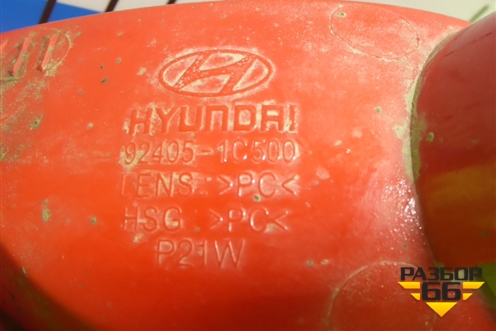 HYUNDAI
92405-1C500
LENS >PC<
HSG >PC<
P21W
РАЗБОР
66